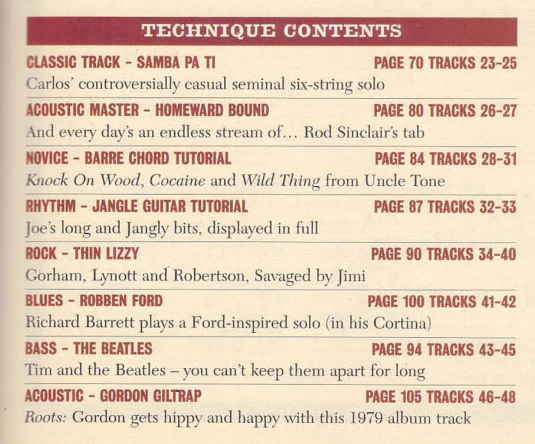 TECHNIQUE CONTENTS
CLASSIC TRACK - SAMBA PA TI PAGE 70 TRACKS 23-25
Carlos' controversially casual seminal six-string solo
ACOUSTIC MASTER - HOMEWARD BOUND PAGE 80 TRACKS 26-27
And every day's an endless stream of... Rod Sinclair's tab
NOVICE - BARRE CHORD TUTORIAL PAGE 84 TRACKS 28-31
Knock On Wood, Cocaine and Wild Thing from Uncle Tone
RHYTHM - JANGLE GUITAR TUTORIAL PAGE 87 TRACKS 32-33
Joe's long and Jangly bits, displayed in full
ROCK - THIN LIZZY PAGE 90 TRACKS 34-40
Gorham, Lynott and Robertson, Savaged by Jimi
BLUES - ROBBEN FORD PAGE 100 TRACKS 41-42
Richard Barrett plays a Ford-inspired solo (in his Cortina)
BASS - THE BEATLES PAGE 94 TRACKS 43-45
Tim and the Beatles – you can't keep them apart for long
ACOUSTIC - GORDON GILTRAP PAGE 105 TRACKS 46-48
Roots: Gordon gets hippy and happy with this 1979 album track